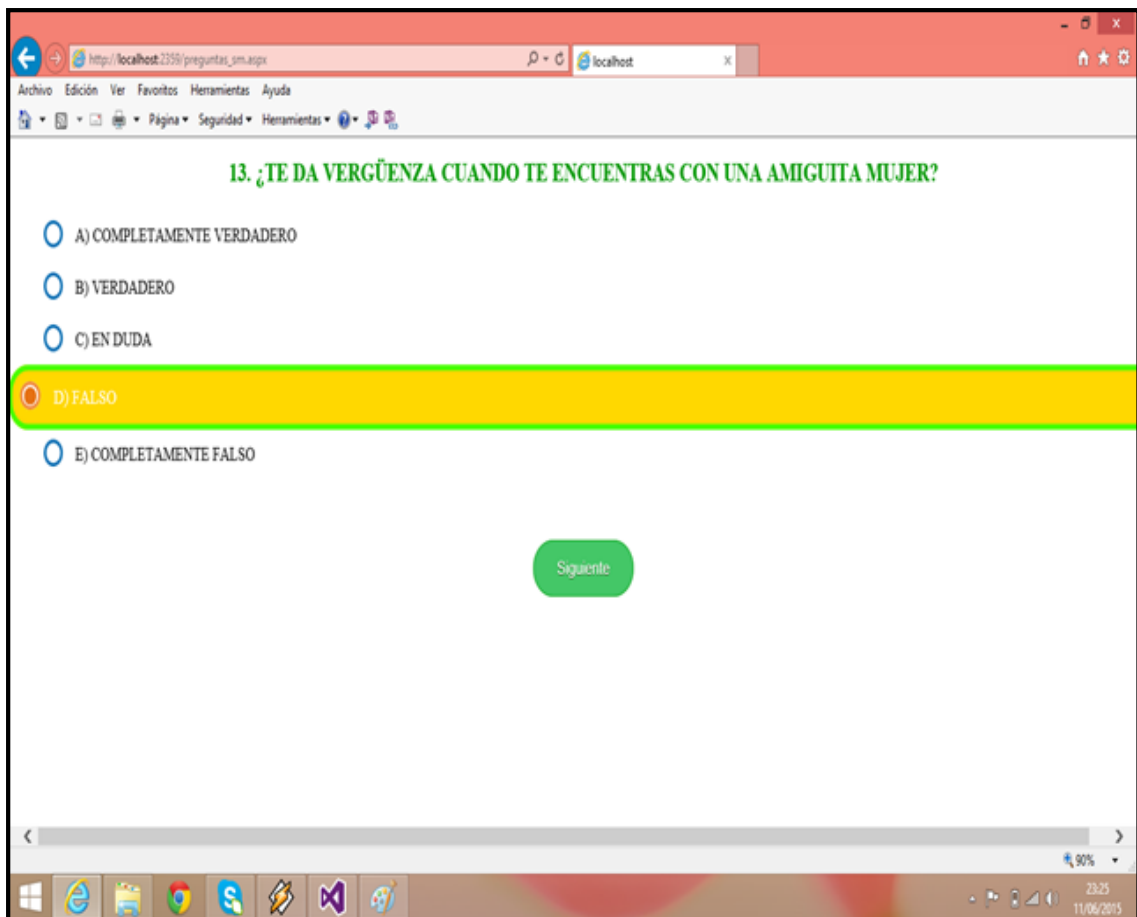 http://localhost:2359/preguntas_sm.aspx
localhost
Archivo Edición Ver Favoritos Herramientas Ayuda
Página Seguridad Herramientas
13. ¿TE DA VERGÜENZA CUANDO TE ENCUENTRAS CON UNA AMIGUITA MUJER?
A) COMPLETAMENTE VERDADERO
B) VERDADERO
C) EN DUDA
D) FALSO
E) COMPLETAMENTE FALSO
Siguiente
90%
23:25
11/06/2015